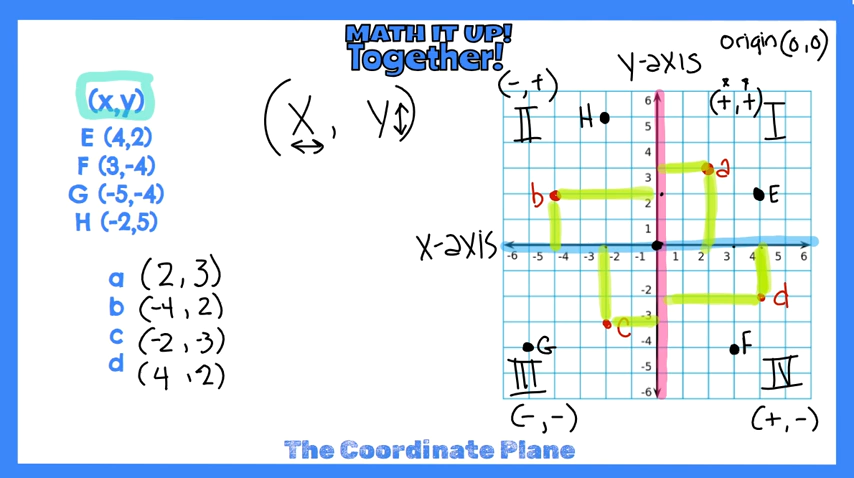 MATH IT UP!
Together!
origin (0,0)
y-axis
(x,y)
E (4,2)
F (3,-4)
G (-5,-4)
H (-2,5)
a (2, 3)
b (-4, 2)
c (-2, -3)
d (4, -2)
(X, Y)
(-,+)
x y
(+,+)
II
I
H
6
5
4
3
a
b
2
E
1
x-axis
-6 -5 -4 -3 -2 -1 1 2 3 4 5 6
-2
d
-3
C
-4
G
F
-5
III
IV
-6
(-,-)
(+,-)
The Coordinate Plane